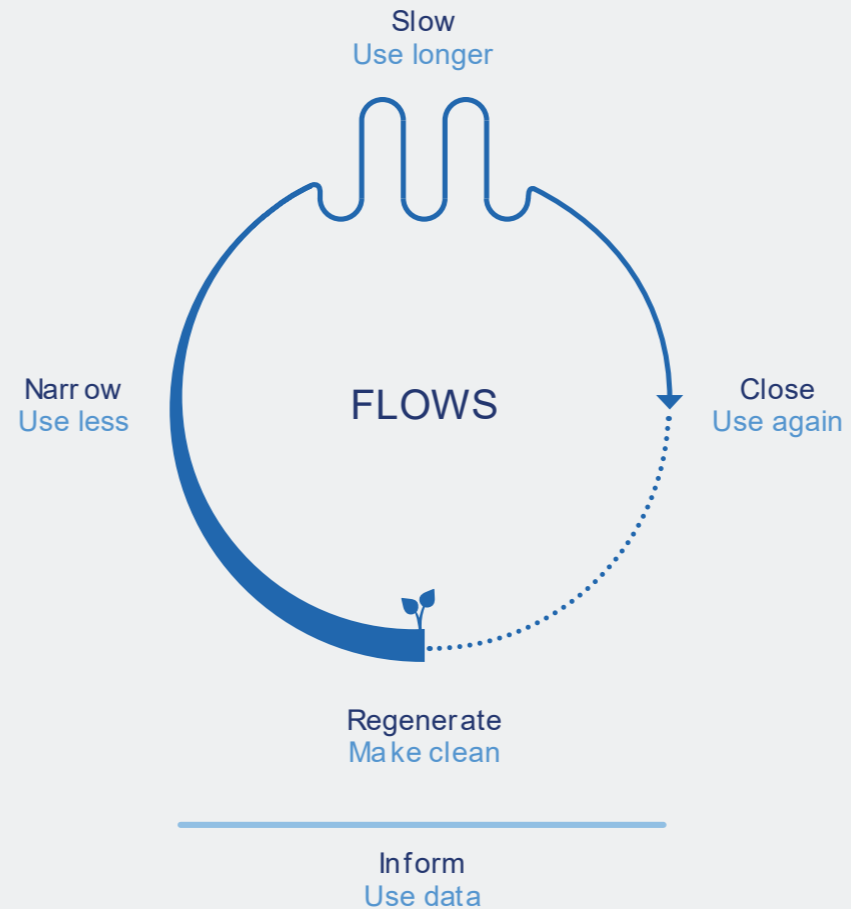 Slow
Use longer
Narrow
Use less
FLOWS
Close
Use again
Regenerate
Make clean
Inform
Use data